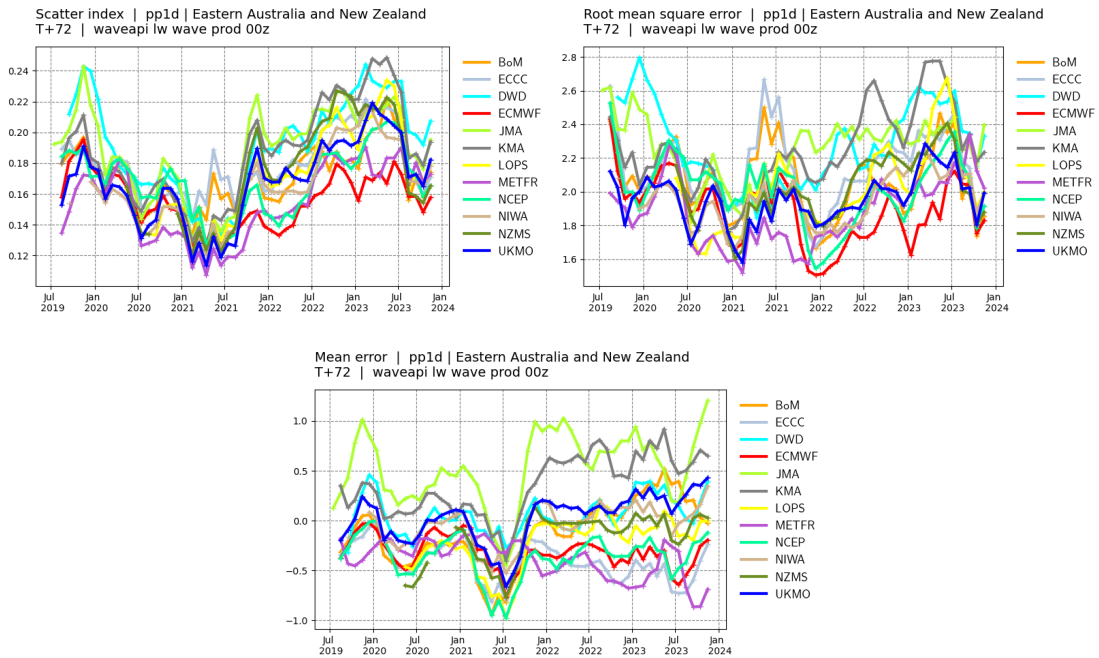 Scatter index | pp1d | Eastern Australia and New Zealand
T+72 | waveapi lw wave prod 00z
0.24
0.22
0.20
0.18
0.16
0.14
0.12
Jul Jan Jul Jan Jul Jan Jul Jan Jul Jan
2019 2020 2020 2021 2021 2022 2022 2023 2023 2024
BoM
ECCC
DWD
ECMWF
JMA
KMA
LOPS
METFR
NCEP
NIWA
NZMS
UKMO
Root mean square error | pp1d | Eastern Australia and New Zealand
T+72 | waveapi lw wave prod 00z
2.8
2.6
2.4
2.2
2.0
1.8
1.6
Jul Jan Jul Jan Jul Jan Jul Jan Jul Jan
2019 2020 2020 2021 2021 2022 2022 2023 2023 2024
BoM
ECCC
DWD
ECMWF
JMA
KMA
LOPS
METFR
NCEP
NIWA
NZMS
UKMO
Mean error | pp1d | Eastern Australia and New Zealand
T+72 | waveapi lw wave prod 00z
1.0
0.5
0.0
−0.5
−1.0
Jul Jan Jul Jan Jul Jan Jul Jan Jul Jan
2019 2020 2020 2021 2021 2022 2022 2023 2023 2024
BoM
ECCC
DWD
ECMWF
JMA
KMA
LOPS
METFR
NCEP
NIWA
NZMS
UKMO